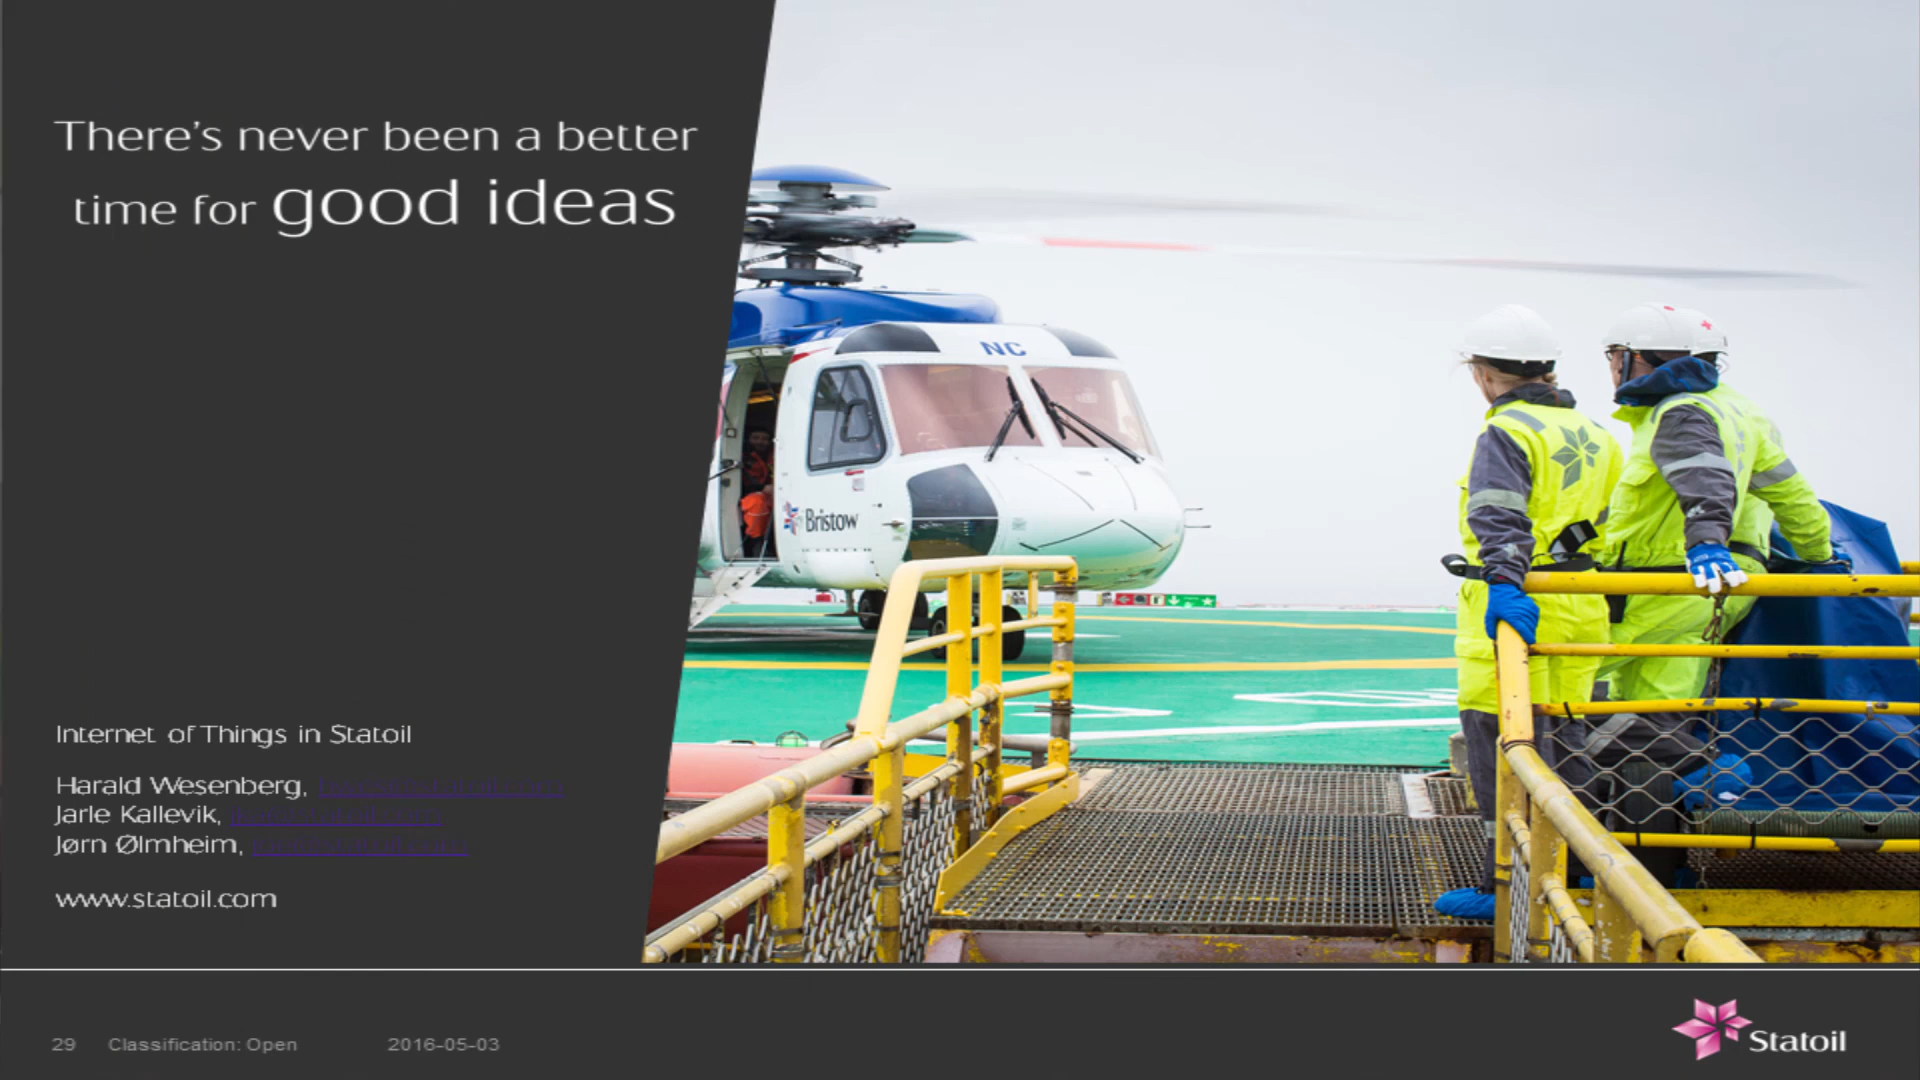 There's never been a better
time for good ideas
NC
Bristow
Internet of Things in Statoil
Harald Wesenberg,
Jarle Kallevik,
Jørn Ølmheim,
www.statoil.com
29 Classification: Open 2016-05-03
Statoil